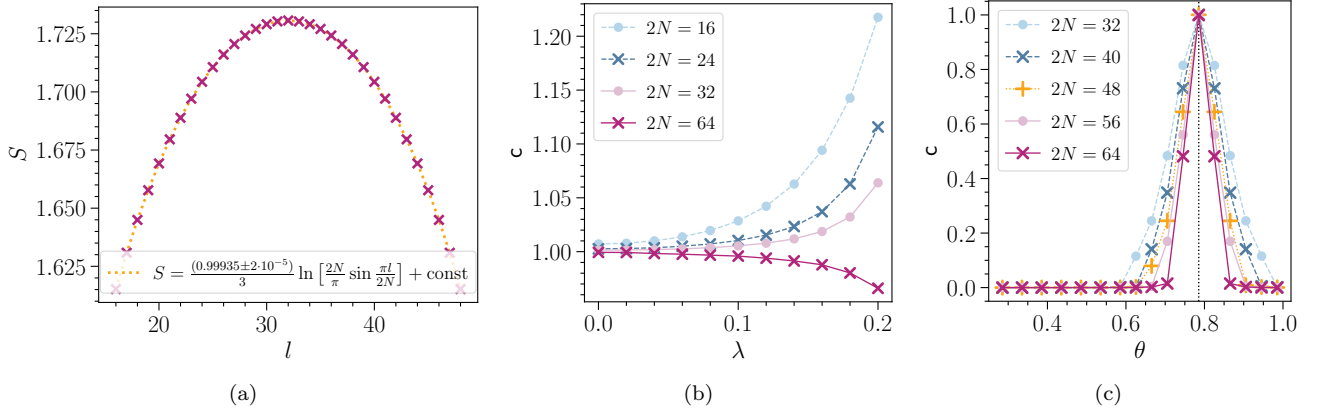 1.725
1.700
1.675
1.650
1.625
S
20
30
40
l
S = (0.99935±2·10⁻⁵)/3 ln [2N/π sin πl/2N] + const
(a)
1.20
1.15
1.10
1.05
1.00
c
0.0
0.1
0.2
λ
2N = 16
2N = 24
2N = 32
2N = 64
(b)
1.0
0.8
0.6
0.4
0.2
0.0
c
0.4
0.6
0.8
1.0
θ
2N = 32
2N = 40
2N = 48
2N = 56
2N = 64
(c)